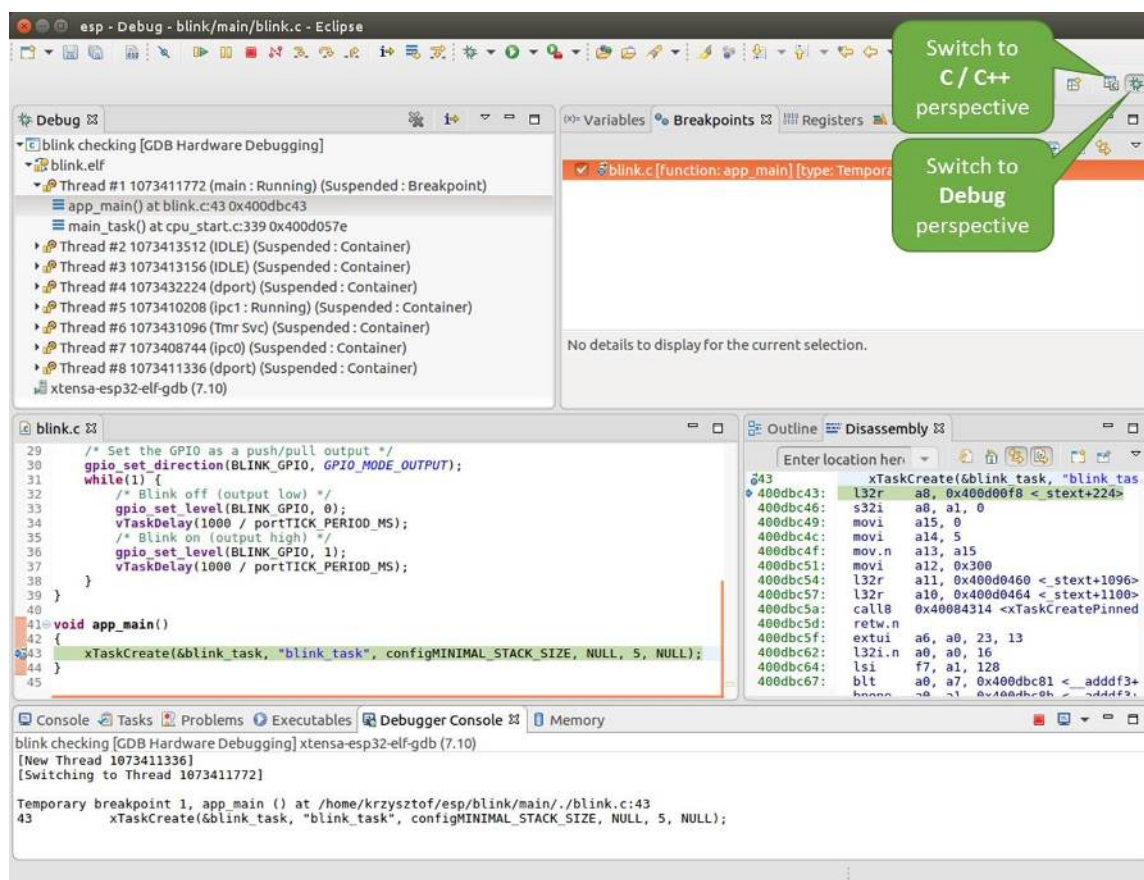 esp - Debug - blink/main/blink.c - Eclipse
Switch to
C / C++
perspective
Debug
blink checking [GDB Hardware Debugging]
blink.elf
Thread #1 1073411772 (main : Running) (Suspended : Breakpoint)
app_main() at blink.c:43 0x400dbc43
main_task() at cpu_start.c:339 0x400d057e
Thread #2 1073413512 (IDLE) (Suspended : Container)
Thread #3 1073413156 (IDLE) (Suspended : Container)
Thread #4 1073432224 (dport) (Suspended : Container)
Thread #5 1073410208 (ipc1 : Running) (Suspended : Container)
Thread #6 1073431096 (Tmr Svc) (Suspended : Container)
Thread #7 1073408744 (ipc0) (Suspended : Container)
Thread #8 1073411336 (dport) (Suspended : Container)
xtensa-esp32-elf-gdb (7.10)
(x)= Variables Breakpoints Registers
blink.c [function: app_main] [type: Tempora
Switch to
Debug
perspective
No details to display for the current selection.
blink.c
29 /* Set the GPIO as a push/pull output */
30 gpio_set_direction(BLINK_GPIO, GPIO_MODE_OUTPUT);
31 while(1) {
32 /* Blink off (output low) */
33 gpio_set_level(BLINK_GPIO, 0);
34 vTaskDelay(1000 / portTICK_PERIOD_MS);
35 /* Blink on (output high) */
36 gpio_set_level(BLINK_GPIO, 1);
37 vTaskDelay(1000 / portTICK_PERIOD_MS);
38 }
39 }
40
41 void app_main()
42 {
43 xTaskCreate(&blink_task, "blink_task", configMINIMAL_STACK_SIZE, NULL, 5, NULL);
44 }
45
Outline Disassembly
Enter location her
43 xTaskCreate(&blink_task, "blink_tas
400dbc43: l32r a8, 0x400d00f8 <_stext+224>
400dbc46: s32i a8, a1, 0
400dbc49: movi a15, 0
400dbc4c: movi a14, 5
400dbc4f: mov.n a13, a15
400dbc51: movi a12, 0x300
400dbc54: l32r a11, 0x400d0460 <_stext+1096>
400dbc57: l32r a10, 0x400d0464 <_stext+1100>
400dbc5a: call8 0x40084314 <xTaskCreatePinned
400dbc5d: retw.n
400dbc5f: extui a6, a0, 23, 13
400dbc62: l32i.n a0, a0, 16
400dbc64: lsi f7, a1, 128
400dbc67: blt a0, a7, 0x400dbc81 <__adddf3+
Console Tasks Problems Executables Debugger Console Memory
blink checking [GDB Hardware Debugging] xtensa-esp32-elf-gdb (7.10)
[New Thread 1073411336]
[Switching to Thread 1073411772]
Temporary breakpoint 1, app_main () at /home/krzysztof/esp/blink/main/./blink.c:43
43 xTaskCreate(&blink_task, "blink_task", configMINIMAL_STACK_SIZE, NULL, 5, NULL);